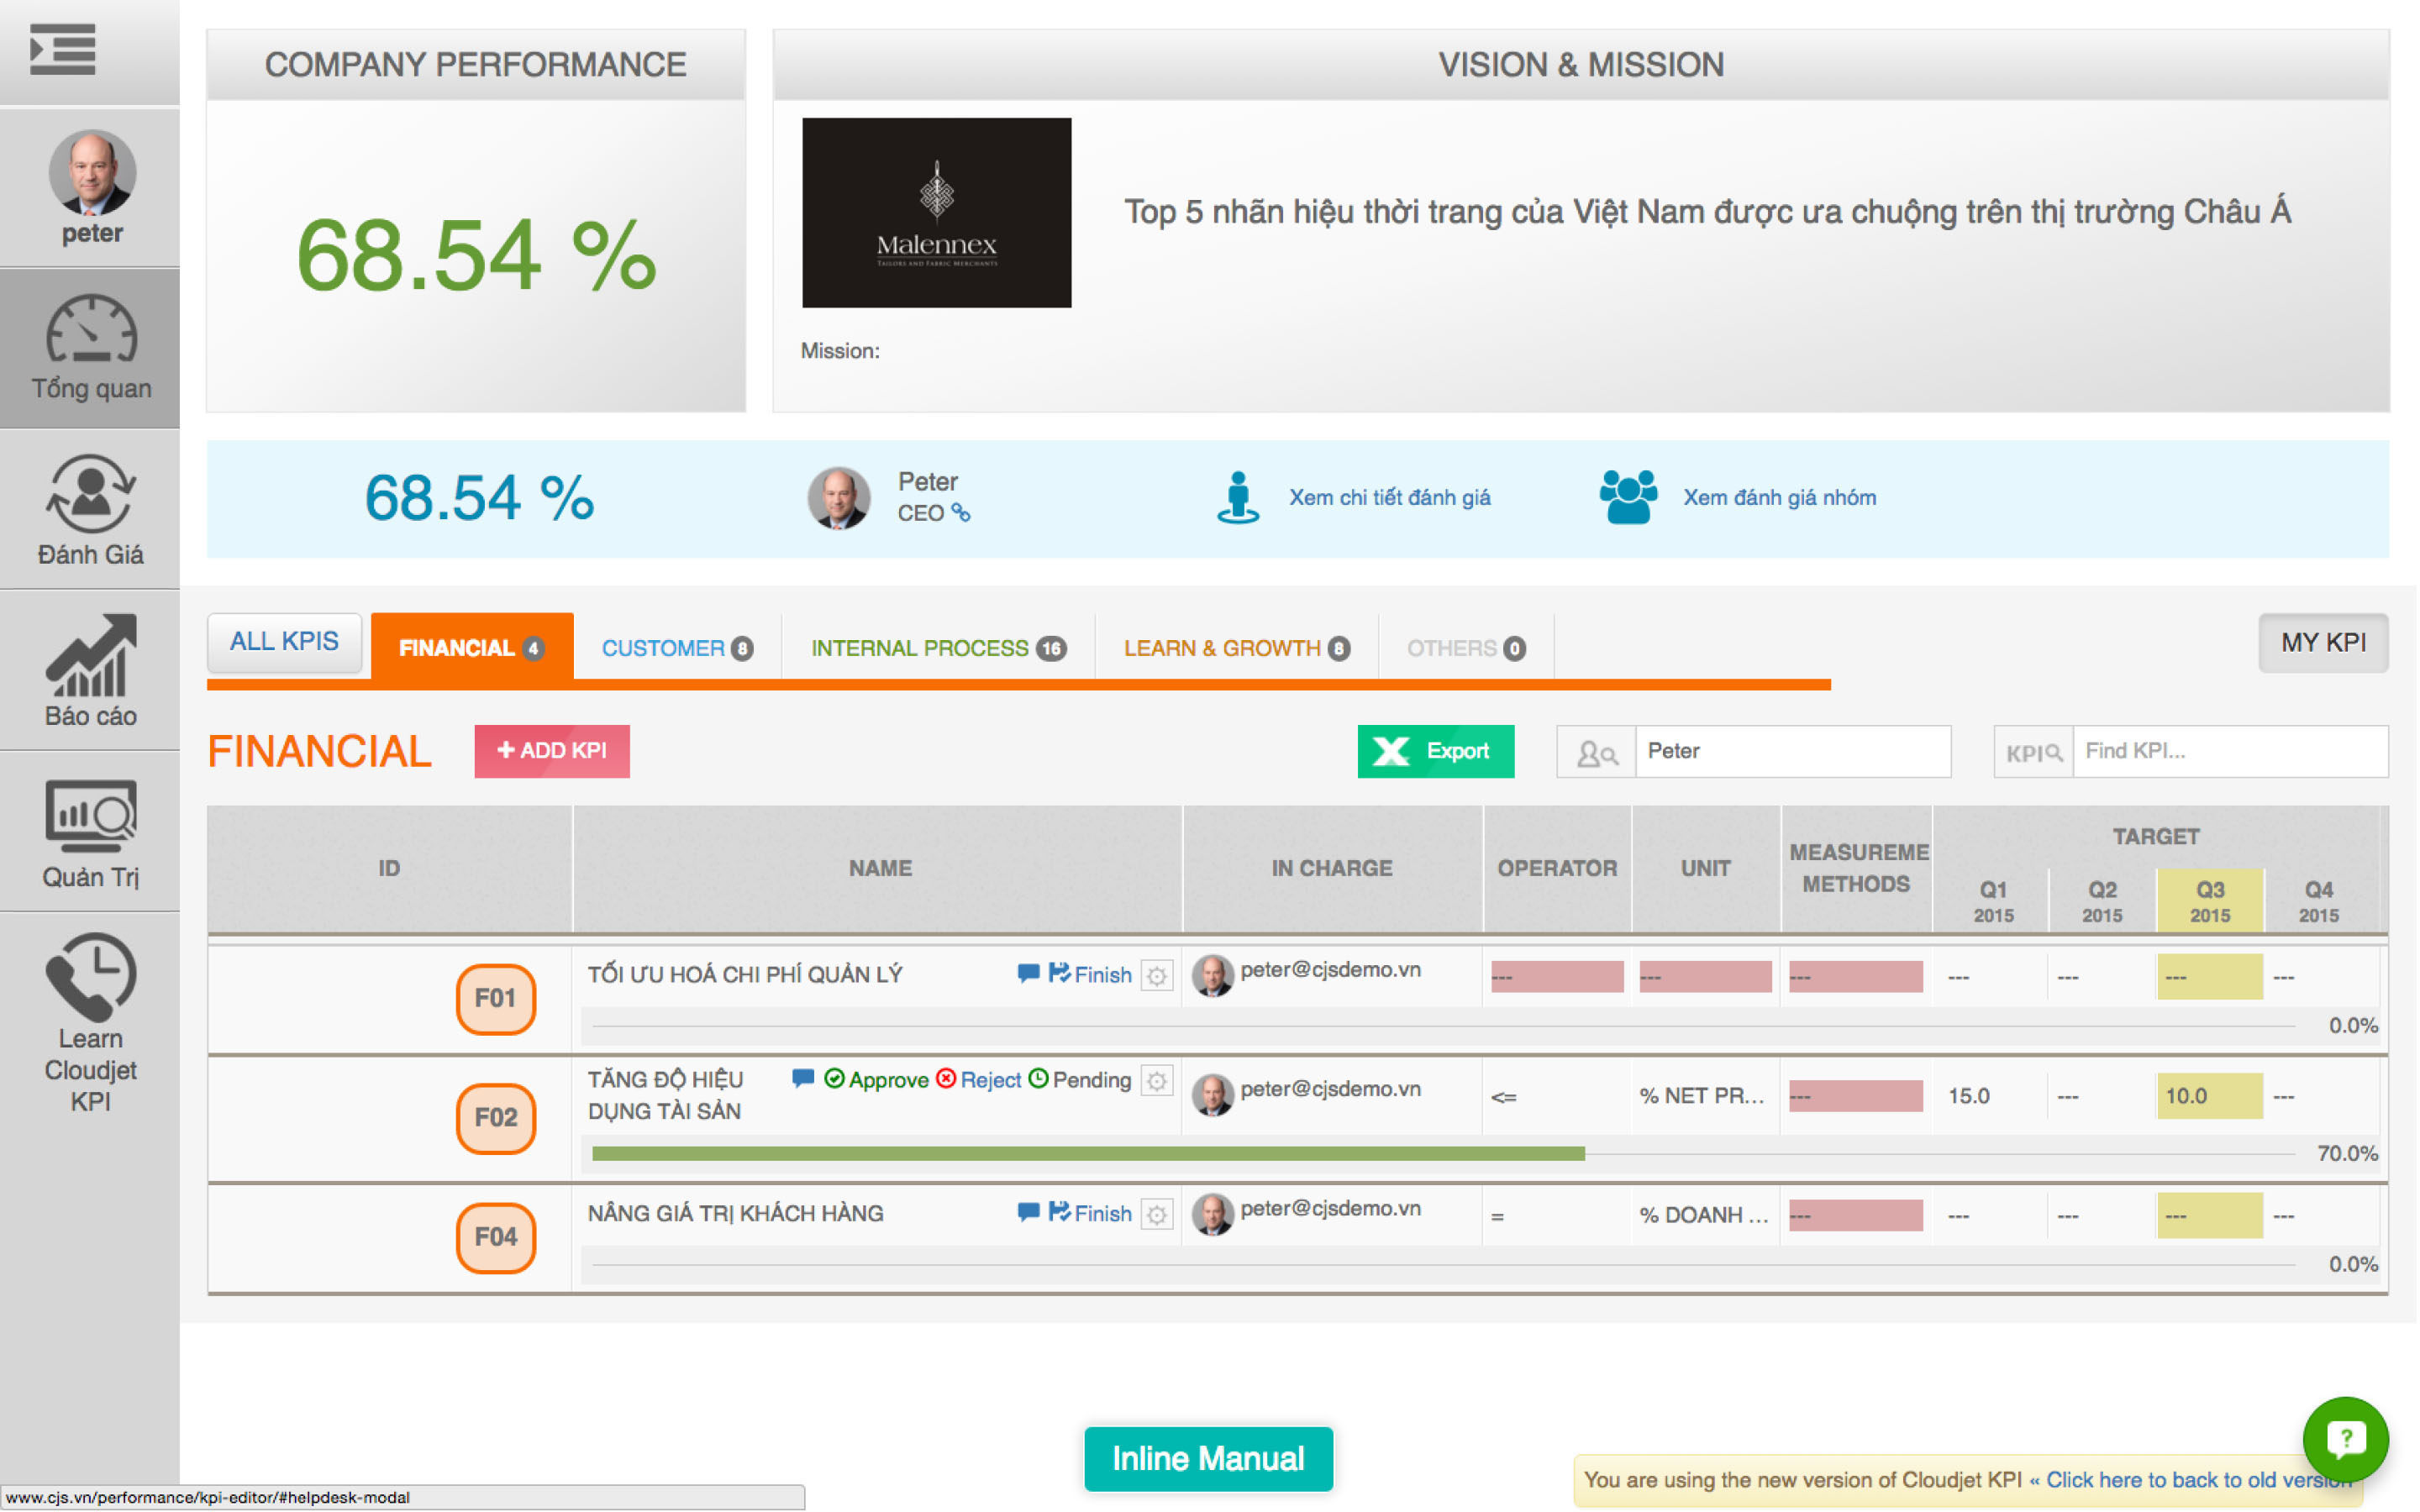 COMPANY PERFORMANCE
68.54 %
VISION & MISSION
Malennex
TAILORS AND FABRIC MERCHANTS
Top 5 nhãn hiệu thời trang của Việt Nam được ưa chuộng trên thị trường Châu Á
Mission:
peter
Tổng quan
Đánh Giá
Báo cáo
Quản Trị
Learn
Cloudjet
KPI
68.54 %
Peter
CEO
Xem chi tiết đánh giá
Xem đánh giá nhóm
ALL KPIS
FINANCIAL 4
CUSTOMER 8
INTERNAL PROCESS 16
LEARN & GROWTH 8
OTHERS 0
MY KPI
FINANCIAL
+ ADD KPI
X Export
Peter
KPI
Find KPI...
ID
NAME
IN CHARGE
OPERATOR
UNIT
MEASUREME
METHODS
TARGET
Q1
2015
Q2
2015
Q3
2015
Q4
2015
F01
TỐI ƯU HOÁ CHI PHÍ QUẢN LÝ
Finish
peter@cjsdemo.vn
--- --- --- --- --- --- ---
0.0%
F02
TĂNG ĐỘ HIỆU
DỤNG TÀI SẢN
Approve Reject Pending
peter@cjsdemo.vn
<=
% NET PR...
---
15.0
---
10.0
---
70.0%
F04
NÂNG GIÁ TRỊ KHÁCH HÀNG
Finish
peter@cjsdemo.vn
=
% DOANH ...
--- --- --- --- ---
0.0%
Inline Manual
?
You are using the new version of Cloudjet KPI « Click here to back to old version
www.cjs.vn/performance/kpi-editor/#helpdesk-modal